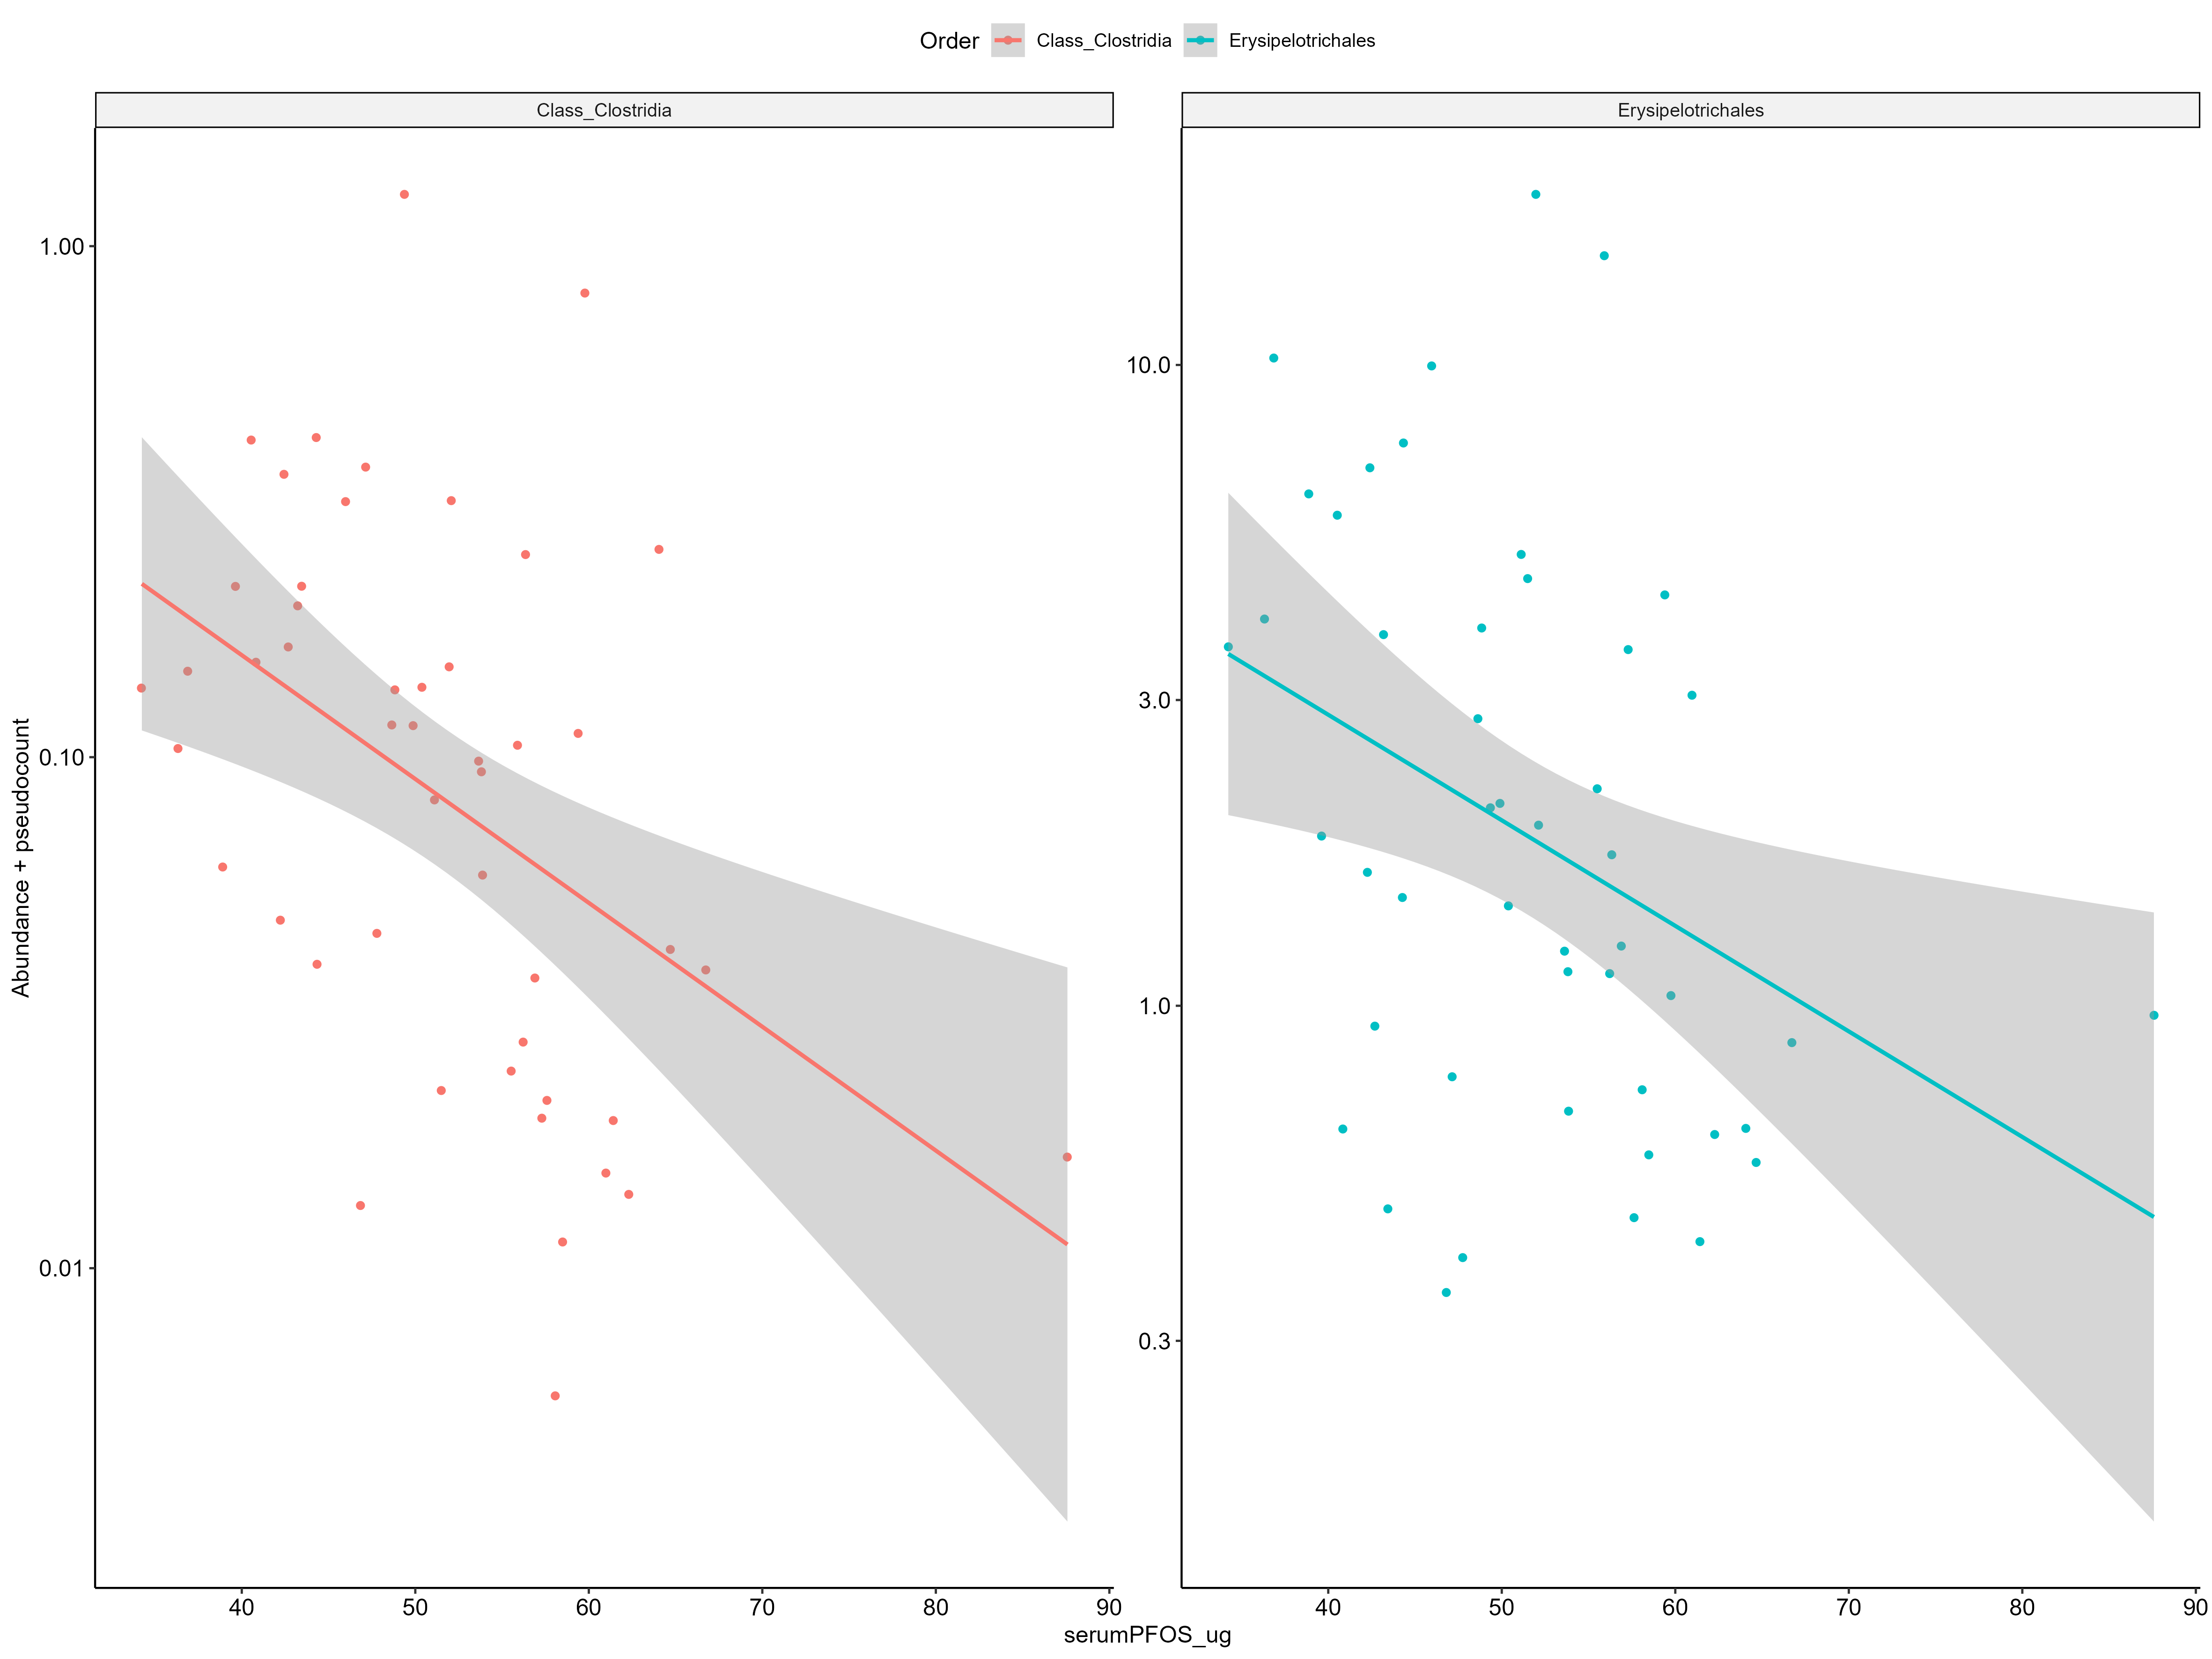 Order Class_Clostridia Erysipelotrichales
Class_Clostridia
Erysipelotrichales
Abundance + pseudocount
1.00
0.10
0.01
10.0
3.0
1.0
0.3
40 50 60 70 80 90
40 50 60 70 80 90
serumPFOS_ug